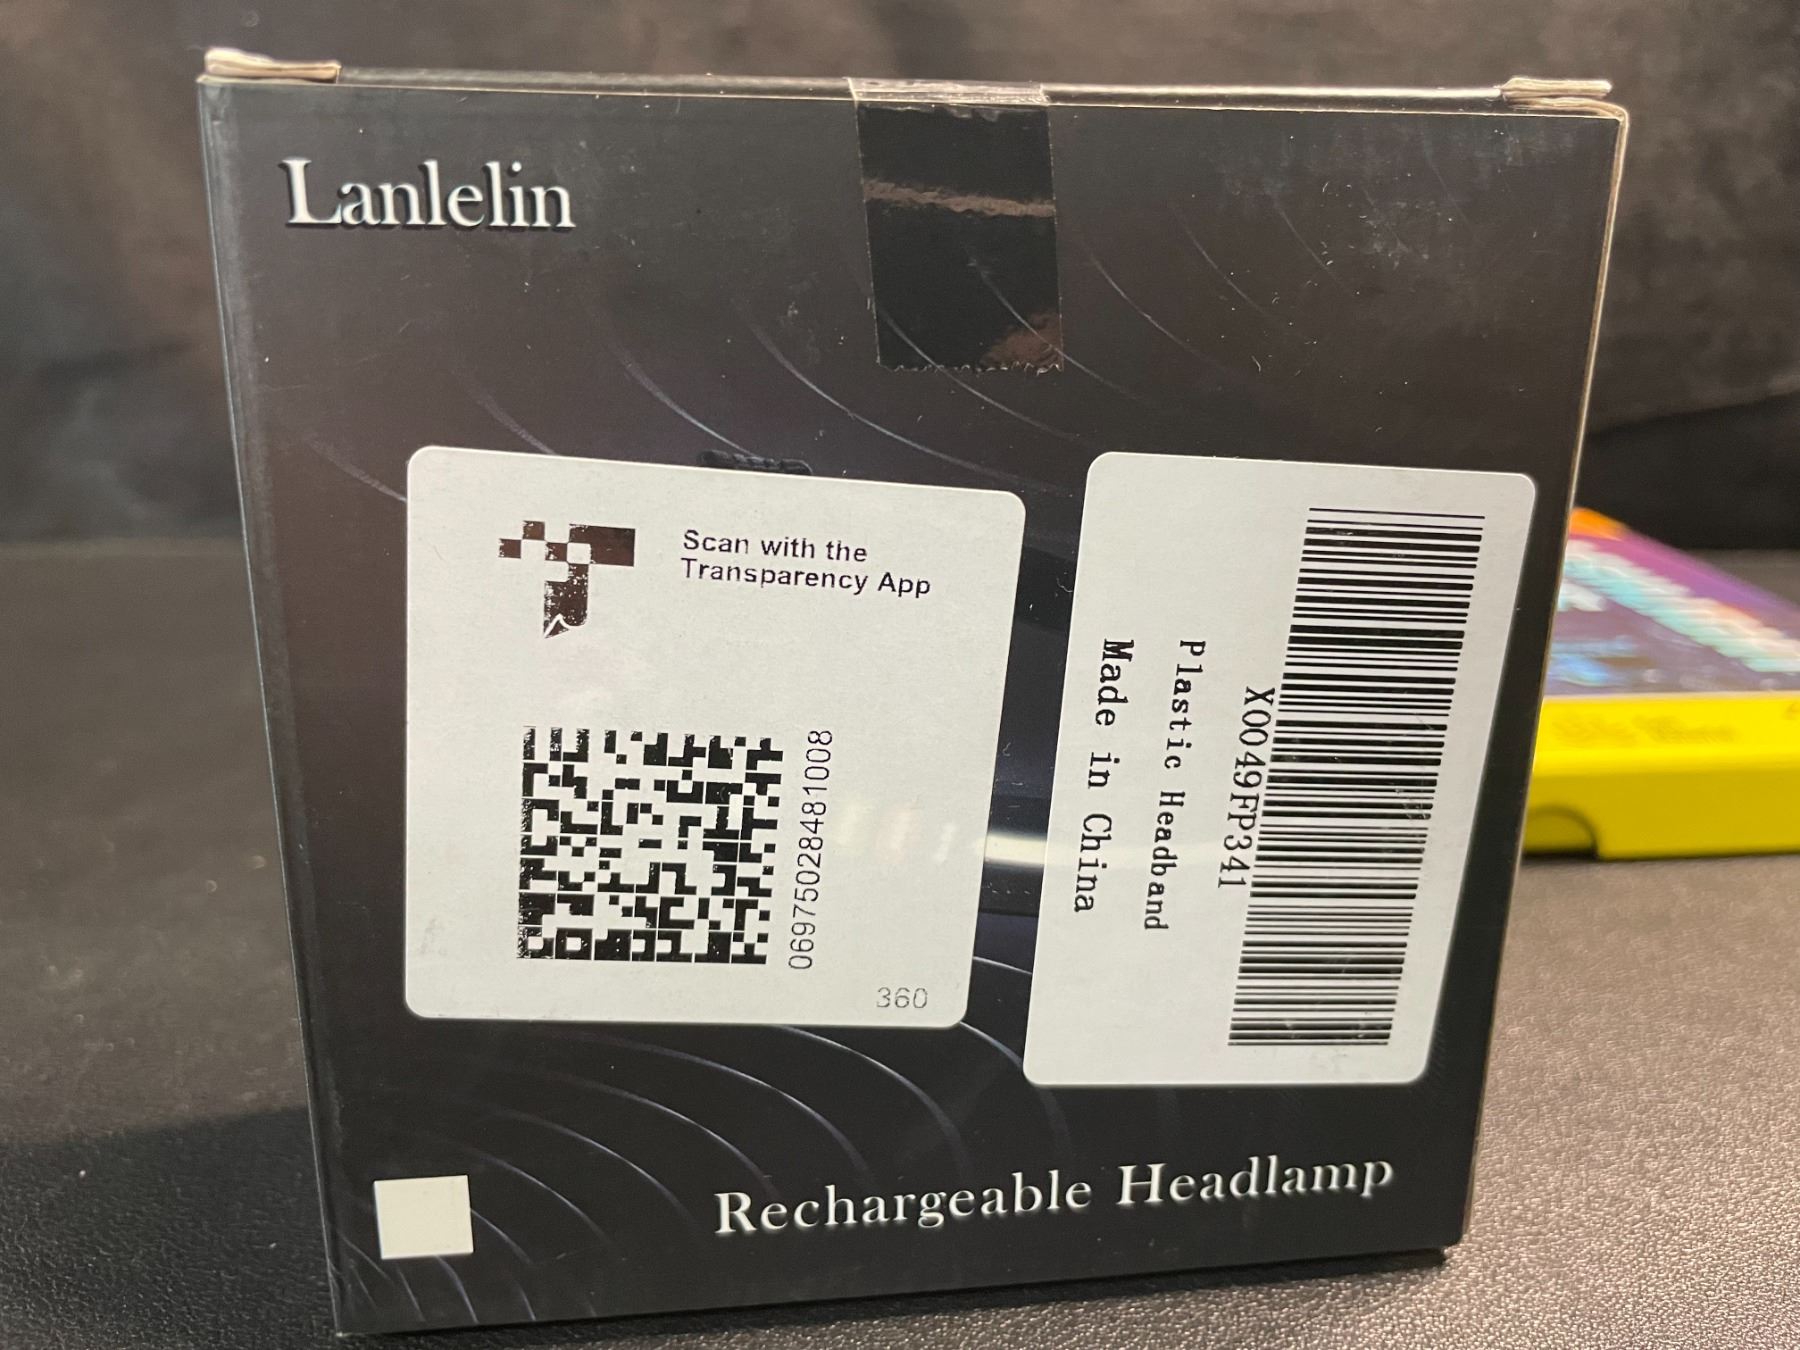 Lanlelin
Scan with the
Transparency App
06975028481008
360
X0049FP341
Plastic Headband
Made in China
Rechargeable Headlamp